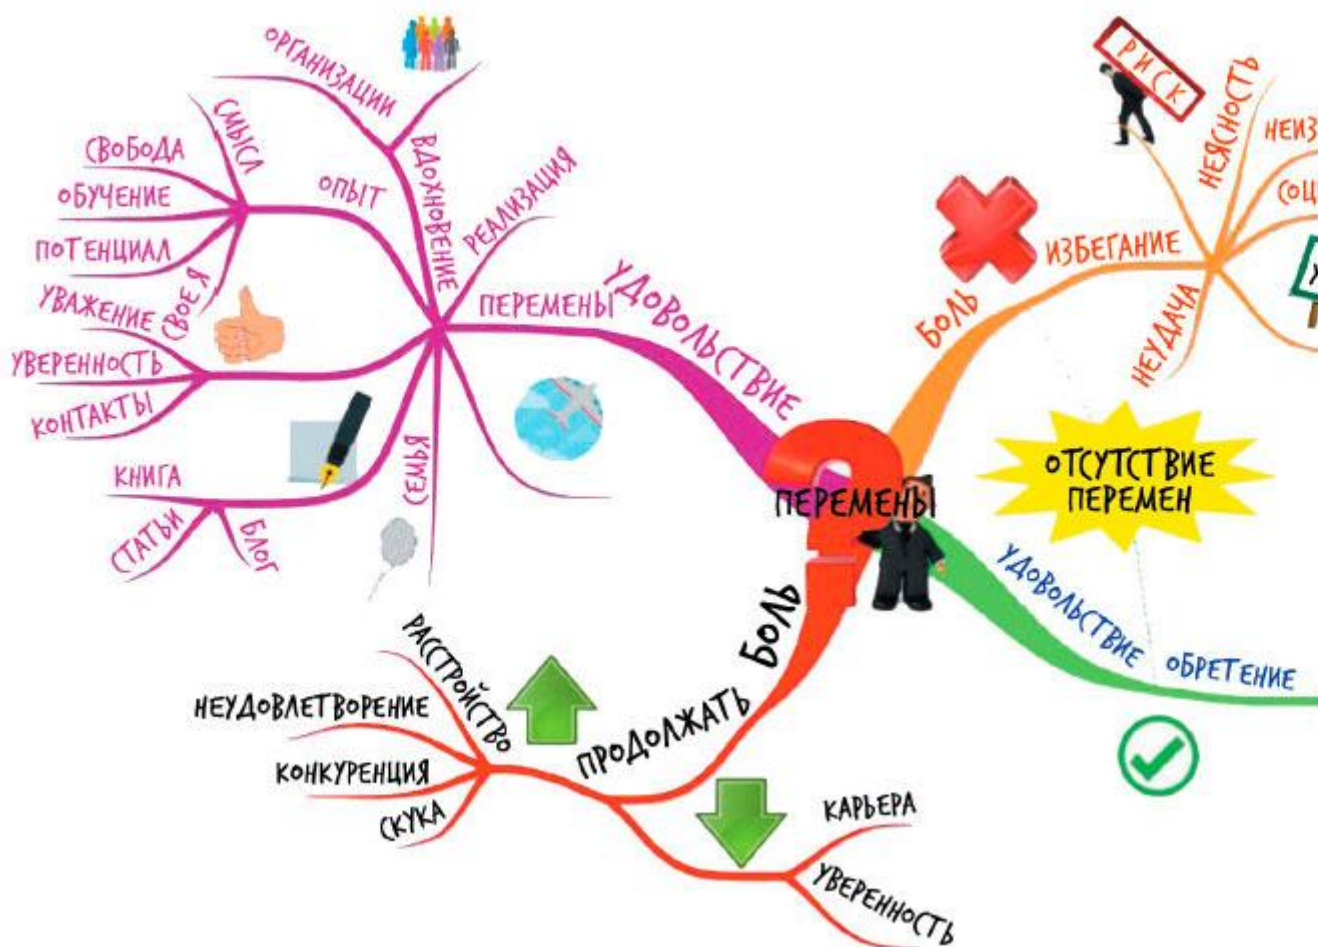 ОРГАНИЗАЦИИ
ВДОХНОВЕНИЕ
СМЫСЛ
СВОБОДА
ОБУЧЕНИЕ
ПОТЕНЦИАЛ
СВОЕ Я
ОПЫТ
РЕАЛИЗАЦИЯ
УВАЖЕНИЕ
УВЕРЕННОСТЬ
КОНТАКТЫ
КНИГА
СТАТЬИ
БЛОГ
СЕМЬЯ
ПЕРЕМЕНЫ
УДОВОЛЬСТВИЕ
ПЕРЕМЕНЫ
БОЛЬ
ИЗБЕГАНИЕ
РИСК
НЕЯСНОСТЬ
НЕИЗ
СОЦ
НЕУДАЧА
ОТСУТСТВИЕ
ПЕРЕМЕН
УДОВОЛЬСТВИЕ
ОБРЕТЕНИЕ
БОЛЬ
ПРОДОЛЖАТЬ
РАССТРОЙСТВО
НЕУДОВЛЕТВОРЕНИЕ
КОНКУРЕНЦИЯ
СКУКА
КАРЬЕРА
УВЕРЕННОСТЬ